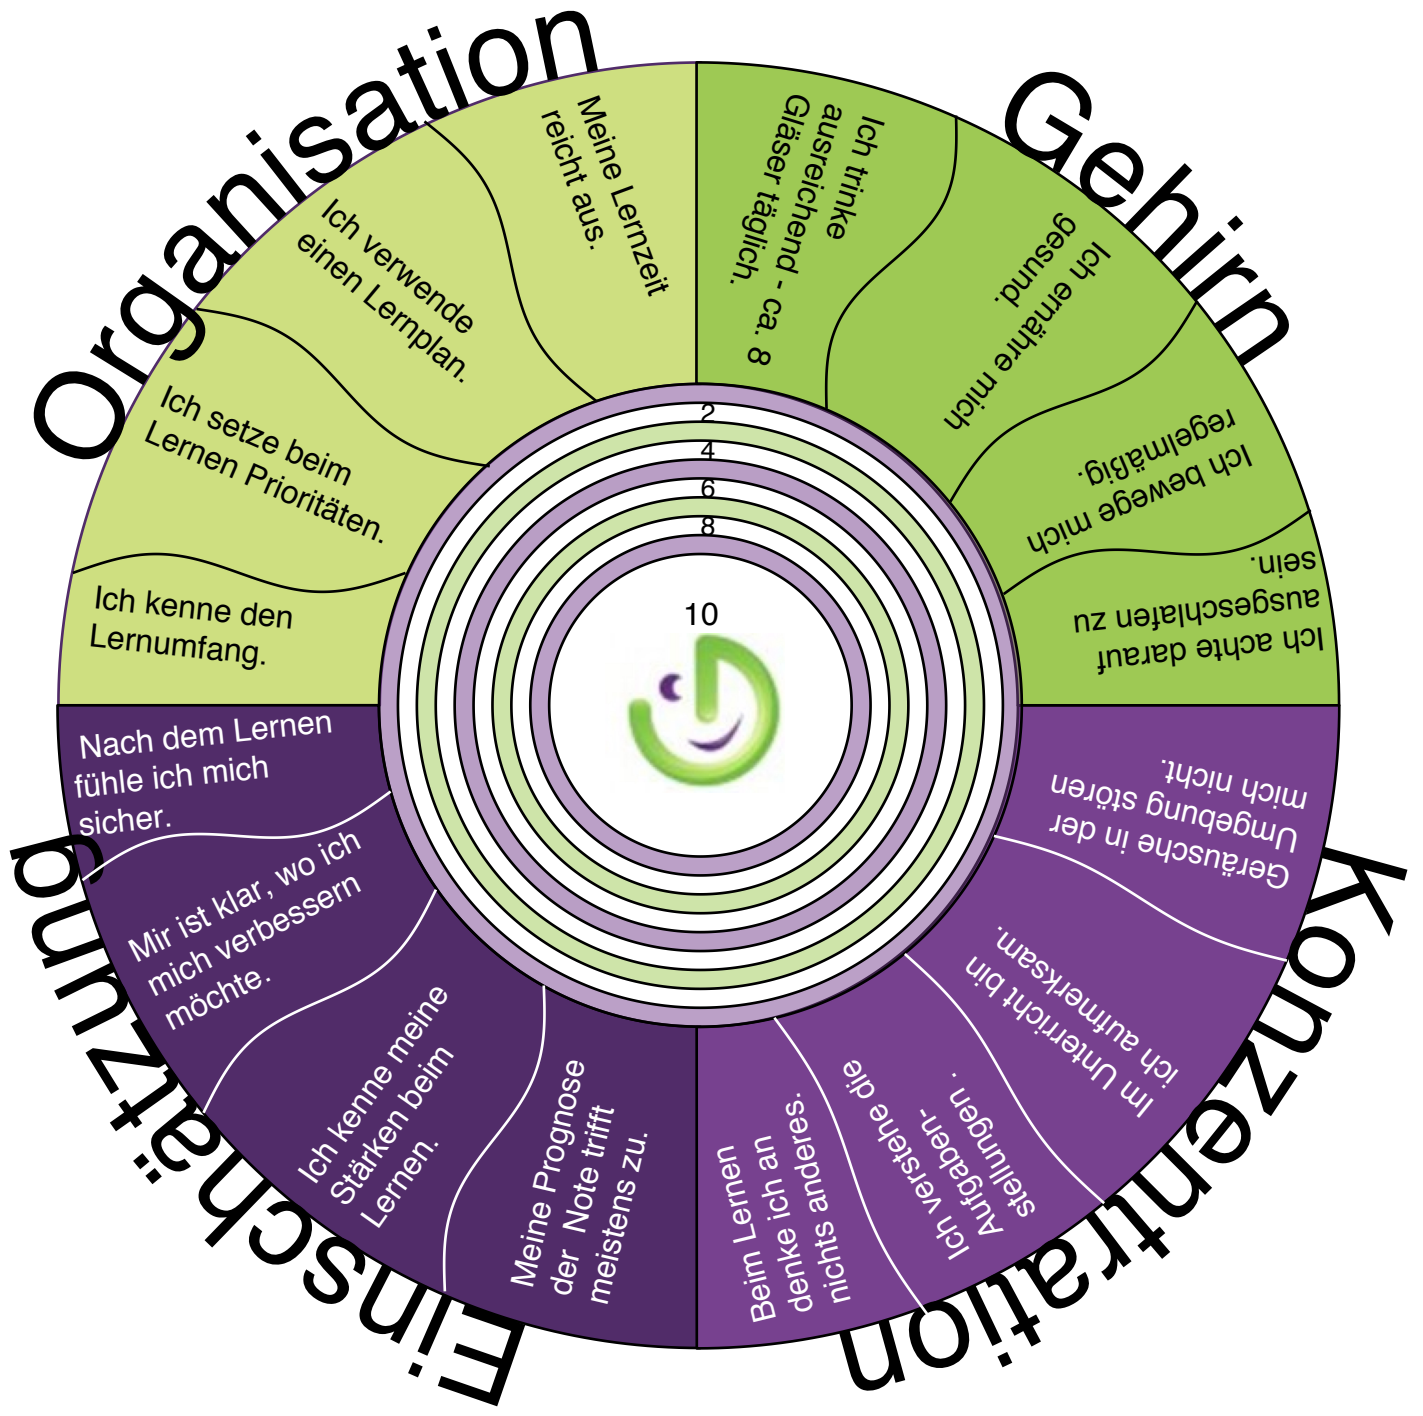 Organisation
Meine Lernzeit
reicht aus.
Ich verwende
einen Lernplan.
Ich setze beim
Lernen Prioritäten.
Ich kenne den
Lernumfang.
Gehirn
Ich trinke
ausreichend - ca. 8
Gläser täglich.
Ich ernähre mich
gesund.
Ich bewege mich
regelmäßig.
Ich achte darauf
ausgeschlafen zu
sein.
Konzentration
Geräusche in der
Umgebung stören
mich nicht.
Im Unterricht bin
ich aufmerksam.
Ich verstehe die
Aufgaben-
stellungen .
Beim Lernen
denke ich an
nichts anderes.
Einschätzung
Meine Prognose
der Note trifft
meistens zu.
Ich kenne meine
Stärken beim
Lernen.
Mir ist klar, wo ich
mich verbessern
möchte.
Nach dem Lernen
fühle ich mich
sicher.
2
4
6
8
10